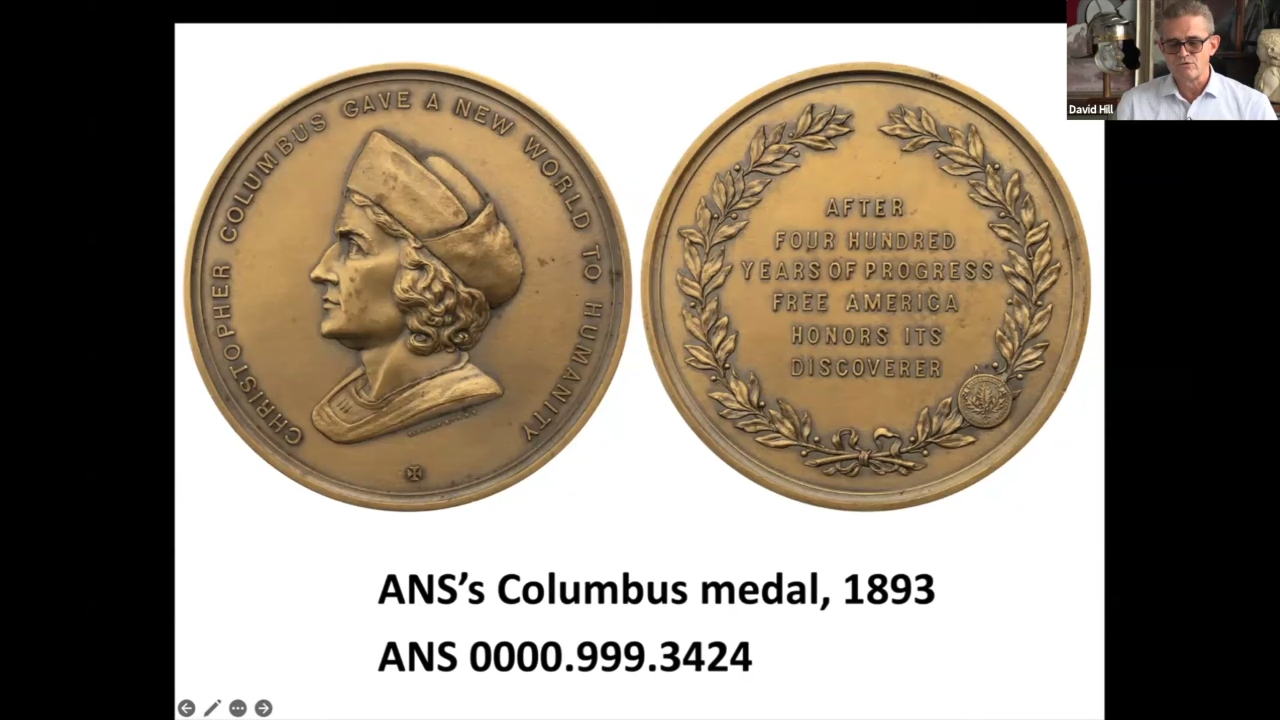 CHRISTOPHER COLUMBUS GAVE A NEW WORLD TO HUMANITY
AFTER
FOUR HUNDRED
YEARS OF PROGRESS
FREE AMERICA
HONORS ITS
DISCOVERER
David Hill
ANS’s Columbus medal, 1893
ANS 0000.999.3424